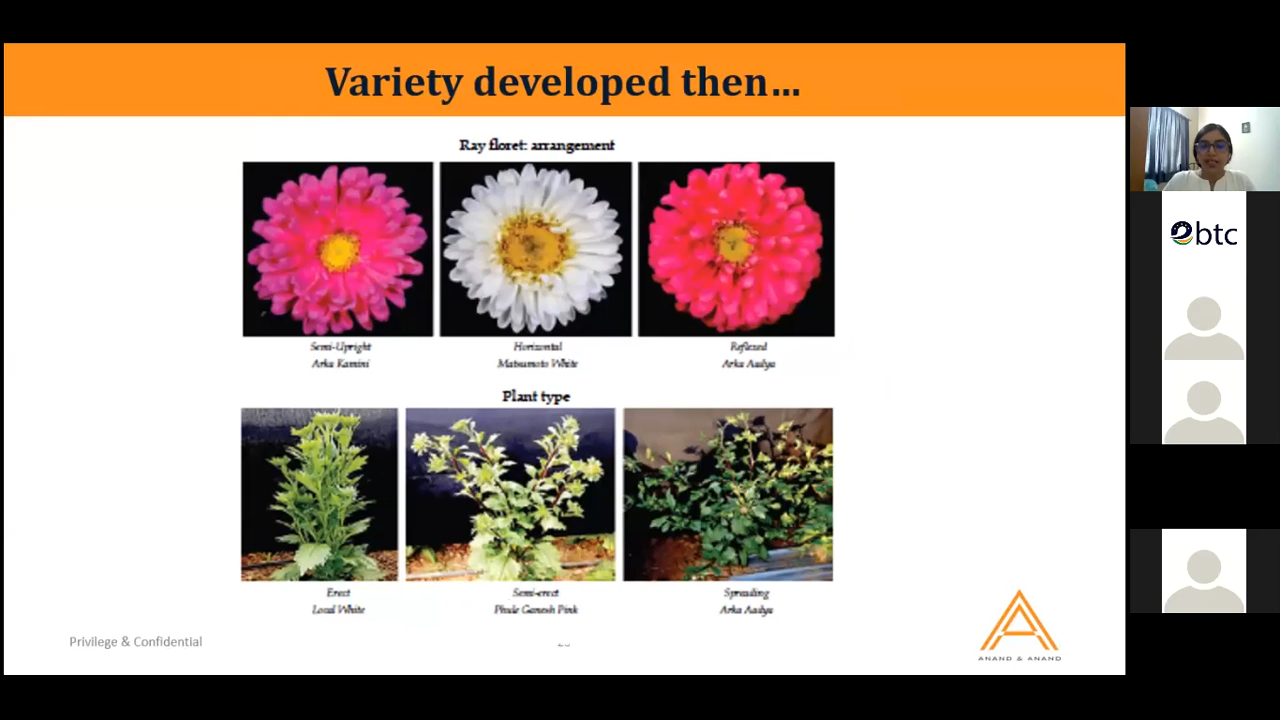 Variety developed then...
Ray floret: arrangement
Semi-Upright
Arka Kamini
Horizontal
Matsumoto White
Reflexed
Arka Aadya
Plant type
Erect
Local White
Semi-erect
Phule Ganesh Pink
Spreading
Arka Aadya
Privilege & Confidential
ANAND & ANAND
ebtc